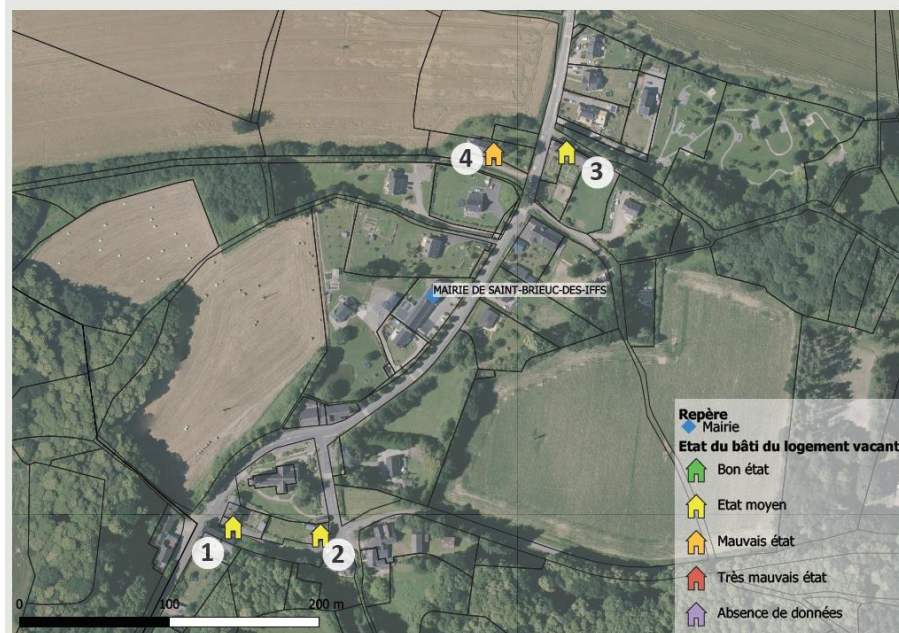 4
3
MAIRIE DE SAINT-BRIEUC-DES-IFFS
1
2
Repère
Mairie
Etat du bâti du logement vacant
Bon état
Etat moyen
Mauvais état
Très mauvais état
Absence de données
0 100 200 m